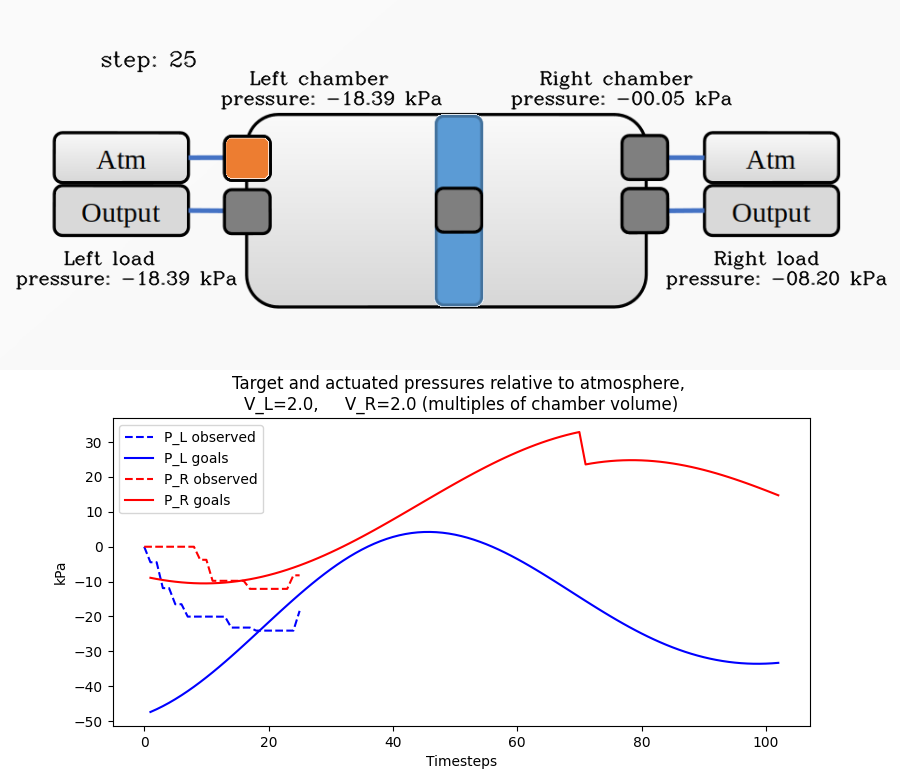 step: 25
Left chamber
pressure: −18.39 kPa
Right chamber
pressure: −00.05 kPa
Atm
Atm
Output
Output
Left load
pressure: −18.39 kPa
Right load
pressure: −08.20 kPa
Target and actuated pressures relative to atmosphere,
V_L=2.0, V_R=2.0 (multiples of chamber volume)
P_L observed
P_L goals
P_R observed
P_R goals
kPa
30
20
10
0
−10
−20
−30
−40
−50
0 20 40 60 80 100
Timesteps